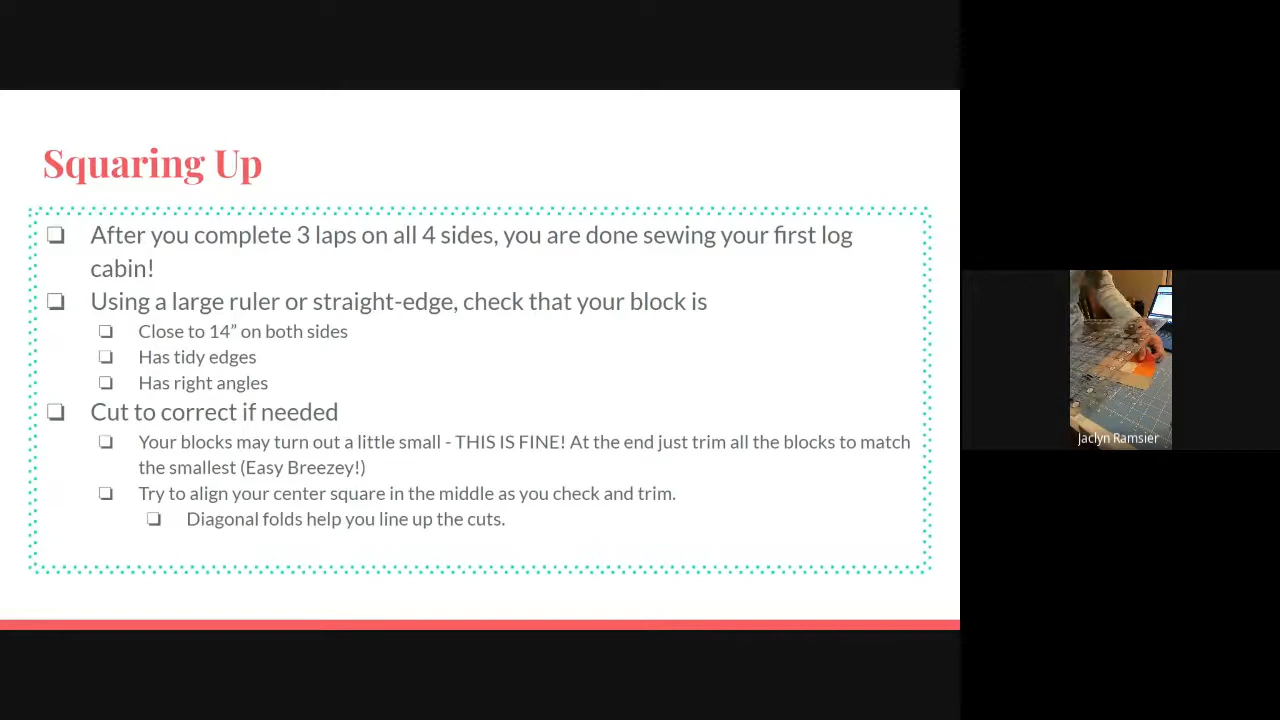 Squaring Up
❏ After you complete 3 laps on all 4 sides, you are done sewing your first log
cabin!
❏ Using a large ruler or straight-edge, check that your block is
❏ Close to 14” on both sides
❏ Has tidy edges
❏ Has right angles
❏ Cut to correct if needed
❏ Your blocks may turn out a little small - THIS IS FINE! At the end just trim all the blocks to match
the smallest (Easy Breezey!)
❏ Try to align your center square in the middle as you check and trim.
❏ Diagonal folds help you line up the cuts.
Jaclyn Ramsier